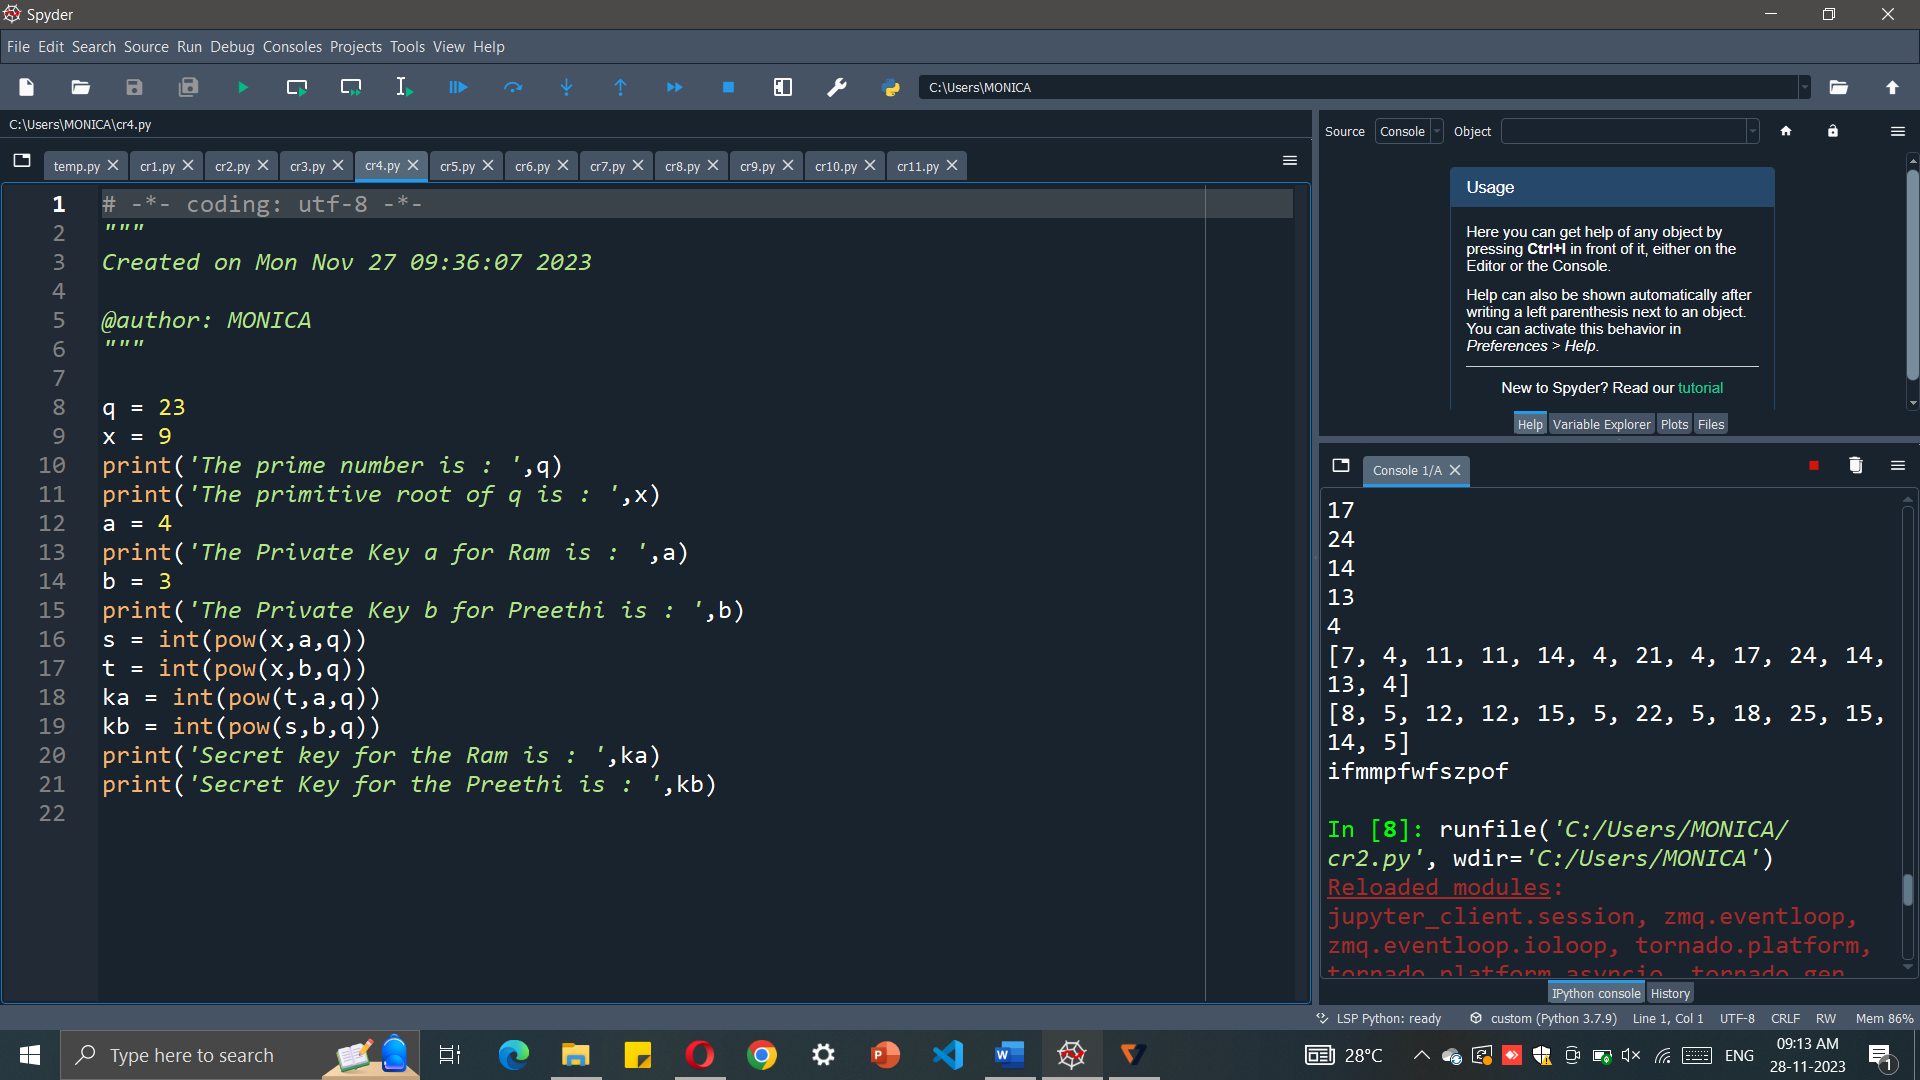 Spyder
File Edit Search Source Run Debug Consoles Projects Tools View Help
C:\Users\MONICA
C:\Users\MONICA\cr4.py
temp.py cr1.py cr2.py cr3.py cr4.py cr5.py cr6.py cr7.py cr8.py cr9.py cr10.py cr11.py
1 # -*- coding: utf-8 -*-
2 """
3 Created on Mon Nov 27 09:36:07 2023
4
5 @author: MONICA
6 """
7
8 q = 23
9 x = 9
10 print('The prime number is : ',q)
11 print('The primitive root of q is : ',x)
12 a = 4
13 print('The Private Key a for Ram is : ',a)
14 b = 3
15 print('The Private Key b for Preethi is : ',b)
16 s = int(pow(x,a,q))
17 t = int(pow(x,b,q))
18 ka = int(pow(t,a,q))
19 kb = int(pow(s,b,q))
20 print('Secret key for the Ram is : ',ka)
21 print('Secret Key for the Preethi is : ',kb)
22
Source Console Object
Usage
Here you can get help of any object by
pressing Ctrl+I in front of it, either on the
Editor or the Console.
Help can also be shown automatically after
writing a left parenthesis next to an object.
You can activate this behavior in
Preferences > Help.
New to Spyder? Read our tutorial
Help Variable Explorer Plots Files
Console 1/A
17
24
14
13
4
[7, 4, 11, 11, 14, 4, 21, 4, 17, 24, 14,
13, 4]
[8, 5, 12, 12, 15, 5, 22, 5, 18, 25, 15,
14, 5]
ifmmpfwfszpof
In [8]: runfile('C:/Users/MONICA/
cr2.py', wdir='C:/Users/MONICA')
Reloaded modules:
jupyter_client.session, zmq.eventloop,
zmq.eventloop.ioloop, tornado.platform,
tornado.platform.asyncio, tornado.gen,
IPython console History
LSP Python: ready custom (Python 3.7.9) Line 1, Col 1 UTF-8 CRLF RW Mem 86%
Type here to search
28°C
ENG
09:13 AM
28-11-2023
1